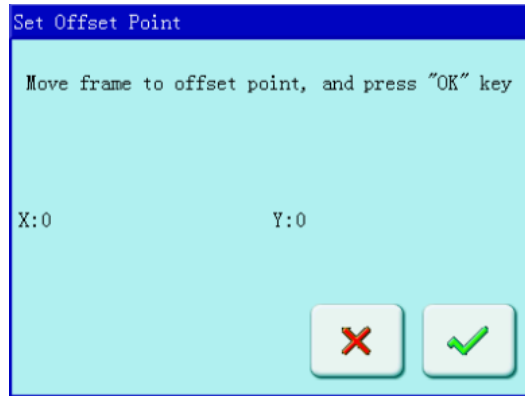 Set Offset Point
Move frame to offset point, and press "OK" key
X:0 Y:0